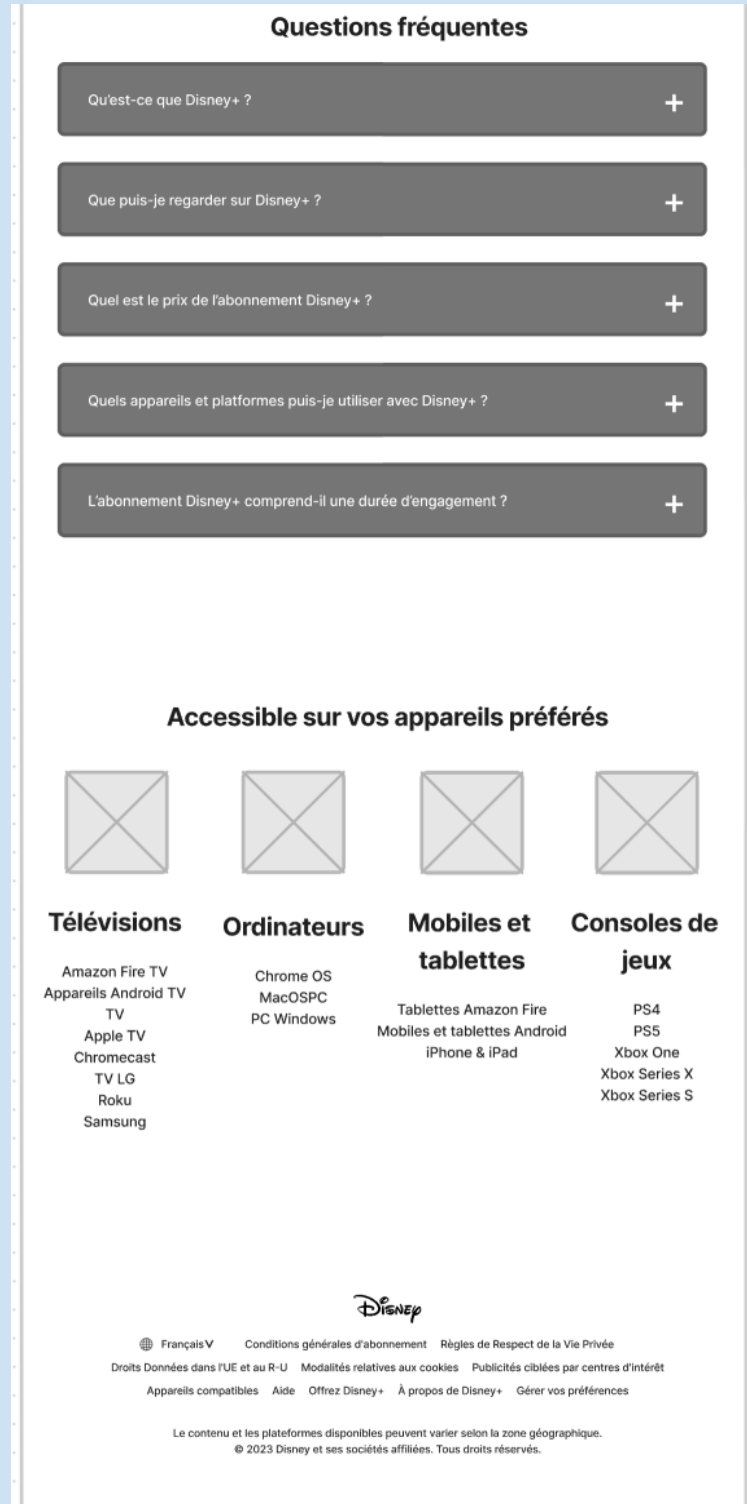 Questions fréquentes
Qu'est-ce que Disney+ ?
Que puis-je regarder sur Disney+ ?
Quel est le prix de l'abonnement Disney+ ?
Quels appareils et platformes puis-je utiliser avec Disney+ ?
L'abonnement Disney+ comprend-il une durée d'engagement ?
Accessible sur vos appareils préférés
Télévisions
Amazon Fire TV
Appareils Android TV
TV
Apple TV
Chromecast
TV LG
Roku
Samsung
Ordinateurs
Chrome OS
MacOSPC
PC Windows
Mobiles et
tablettes
Tablettes Amazon Fire
Mobiles et tablettes Android
iPhone & iPad
Consoles de
jeux
PS4
PS5
Xbox One
Xbox Series X
Xbox Series S
Disney
Français V Conditions générales d'abonnement Règles de Respect de la Vie Privée
Droits Données dans l'UE et au R-U Modalités relatives aux cookies Publicités ciblées par centres d'intérêt
Appareils compatibles Aide Offrez Disney+ À propos de Disney+ Gérer vos préférences
Le contenu et les plateformes disponibles peuvent varier selon la zone géographique.
© 2023 Disney et ses sociétés affiliées. Tous droits réservés.